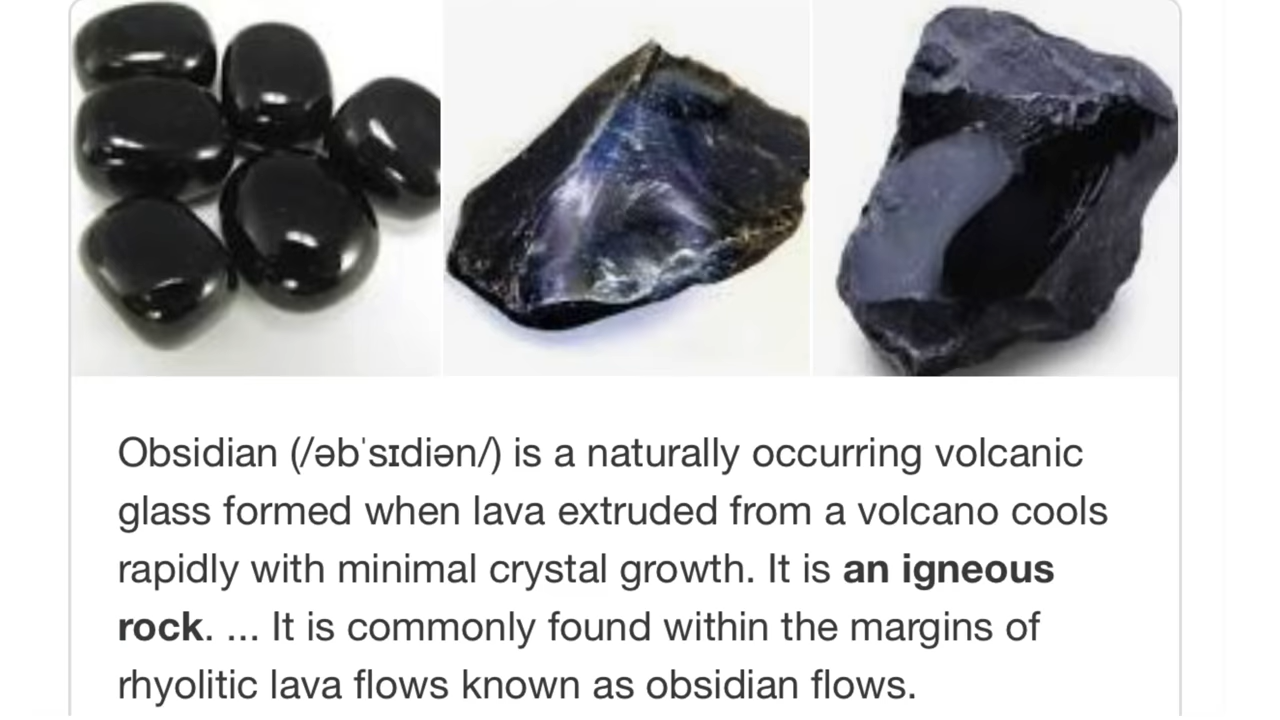 Obsidian (/əbˈsɪdiən/) is a naturally occurring volcanic
glass formed when lava extruded from a volcano cools
rapidly with minimal crystal growth. It is an igneous
rock. ... It is commonly found within the margins of
rhyolitic lava flows known as obsidian flows.